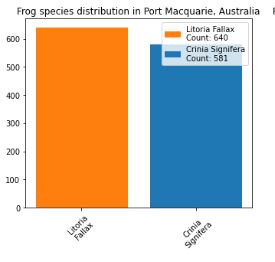 Frog species distribution in Port Macquarie, Australia F
Litoria Fallax
Count: 640
Crinia Signifera
Count: 581
600
500
400
300
200
100
0
Litoria
Fallax
Crinia
Signifera